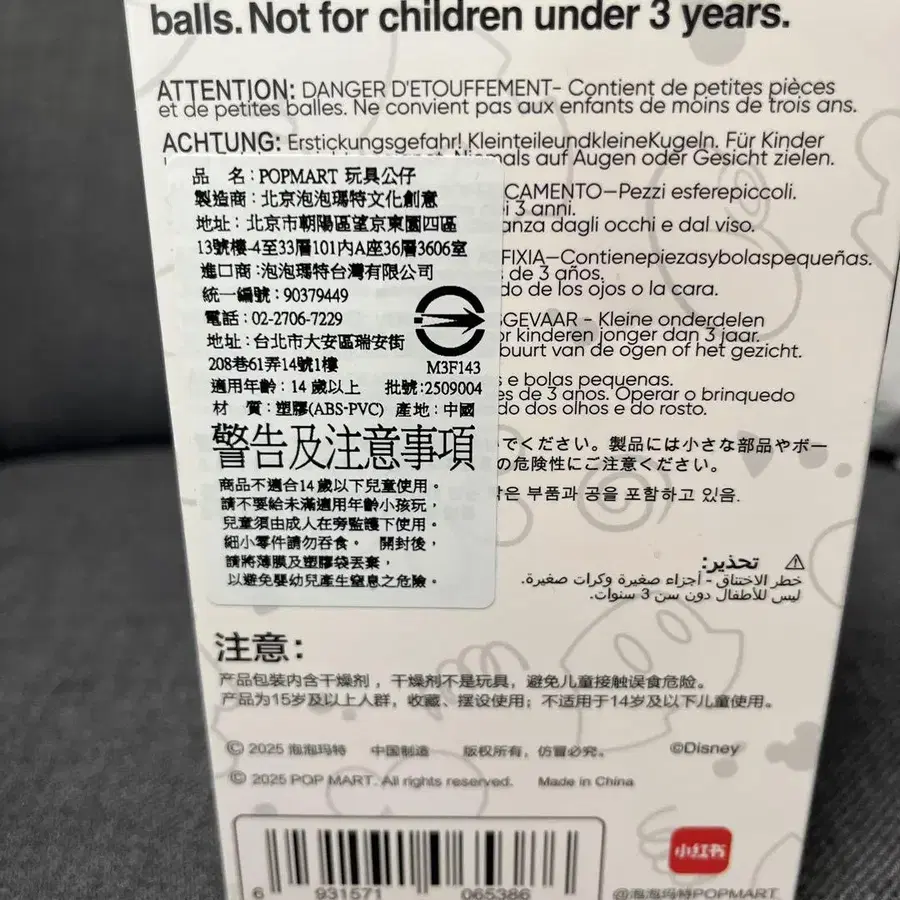 balls. Not for children under 3 years.
ATTENTION: DANGER D'ETOUFFEMENT- Contient de petites pièces
et de petites balles. Ne convient pas aux enfants de moins de trois ans.
ACHTUNG: Erstickungsgefahr! KleinteileundkleineKugeln. Für Kinder
Niemals auf Augen oder Gesicht zielen.
品　名：POPMART 玩具公仔
製造商：北京泡泡瑪特文化創意
地址：北京市朝陽區望京東園四區
13號樓-4至33層101內A座36層3606室
進口商：泡泡瑪特台灣有限公司
統一編號：90379449
電話：02-2706-7229
地址：台北市大安區瑞安街
208巷61弄14號1樓
M3F143
適用年齡：14 歲以上　批號:2509004
材　質：塑膠(ABS-PVC) 產地：中國
警告及注意事項
商品不適合14歲以下兒童使用。
請不要給未滿適用年齡小孩玩，
兒童須由成人在旁監護下使用。
細小零件請勿吞食。　開封後，
請將薄膜及塑膠袋丟棄，
以避免嬰幼兒產生窒息之危險。
CAMENTO—Pezzi esferepiccoli.
ei 3 anni.
anza dagli occhi e dal viso.
FIXIA—Contienepiezasybolaspequeñas.
s de 3 años.
do de los ojos o la cara.
GEVAAR - Kleine onderdelen
or kinderen jonger dan 3 jaar.
buurt van de ogen of het gezicht.
s e bolas pequenas.
es de 3 anos. Operar o brinquedo
do dos olhos e do rosto.
でください。製品には小さな部品やボー
の危険性にご注意ください。
은 부품과 공을 포함하고 있음.
تحذير:
خطر الاختناق - أجزاء صغيرة وكرات صغيرة.
ليس للأطفال دون سن 3 سنوات.
注意：
产品包装内含干燥剂，干燥剂不是玩具，避免儿童接触误食危险。
产品为15岁及以上人群，收藏、摆设使用；不适用于14岁及以下儿童使用。
© 2025 泡泡玛特　中国制造　版权所有，仿冒必究。　©Disney
© 2025 POP MART. All rights reserved.　Made in China
小红书
6 931571 065386
@泡泡玛特POPMART